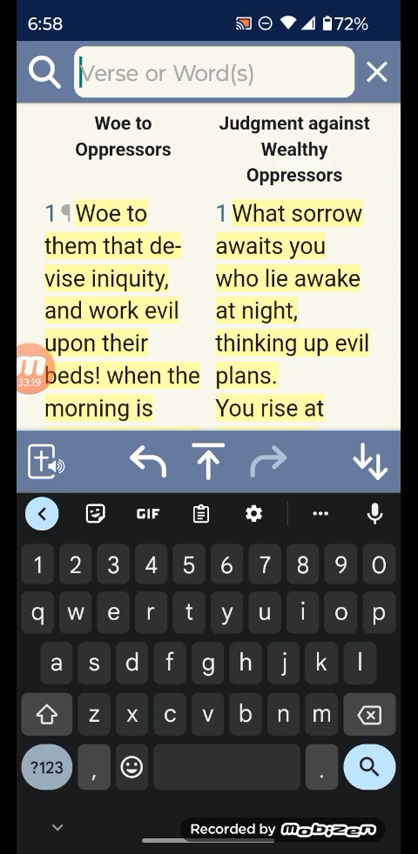 6:58
72%
Verse or Word(s)
Woe to
Oppressors
1 ¶ Woe to
them that de-
vise iniquity,
and work evil
upon their
beds! when the
morning is
Judgment against
Wealthy
Oppressors
1 What sorrow
awaits you
who lie awake
at night,
thinking up evil
plans.
You rise at
m
33:19
GIF
1 2 3 4 5 6 7 8 9 0
q w e r t y u i o p
a s d f g h j k l
z x c v b n m
?123 , .
Recorded by mobizen